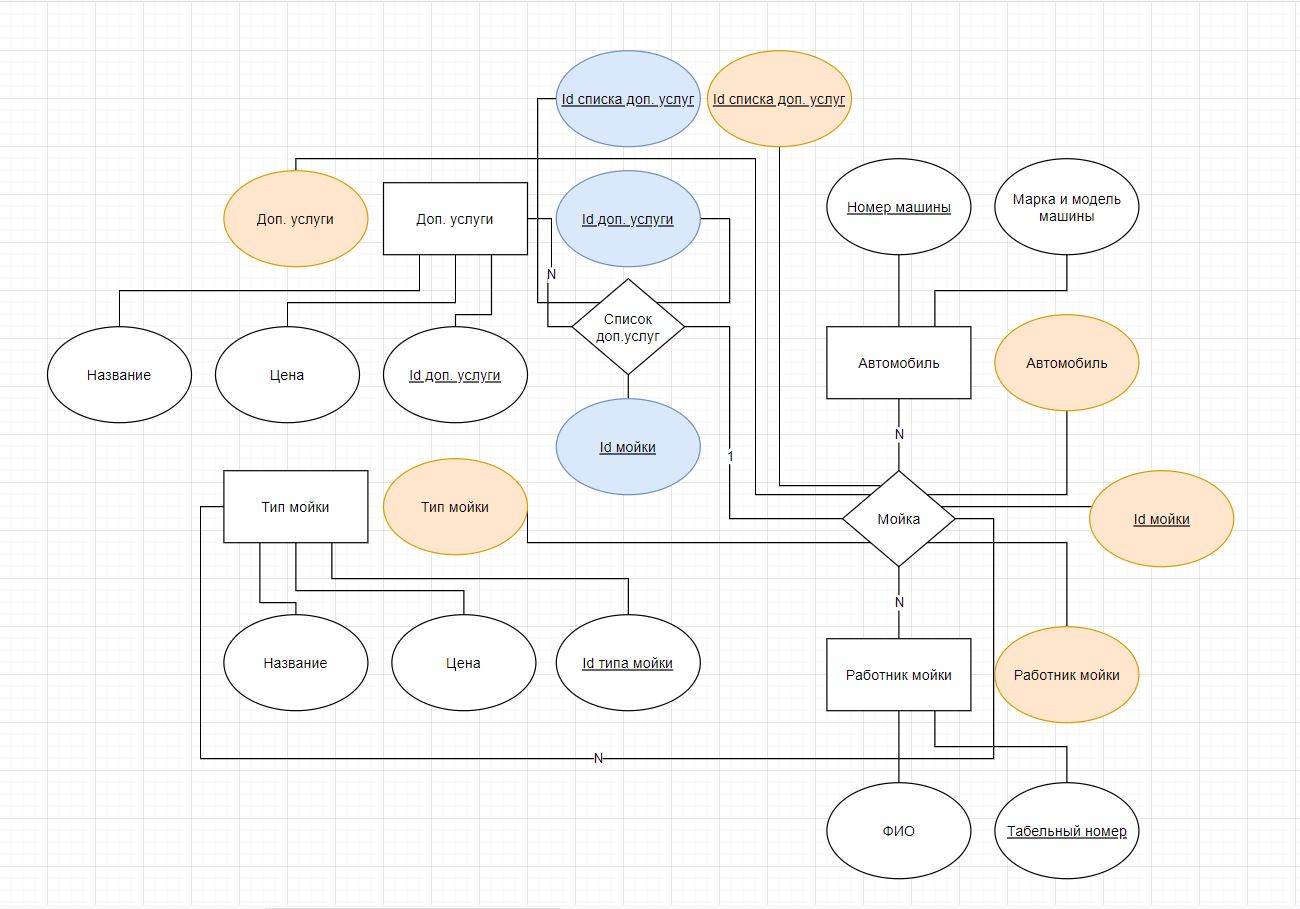 Id списка доп. услуг
Id списка доп. услуг
Доп. услуги
Доп. услуги
Id доп. услуги
Номер машины
Марка и модель
машины
N
Список
доп.услуг
Название
Цена
Id доп. услуги
Автомобиль
Автомобиль
N
Id мойки
1
Тип мойки
Тип мойки
Мойка
Id мойки
N
Название
Цена
Id типа мойки
Работник мойки
Работник мойки
N
ФИО
Табельный номер